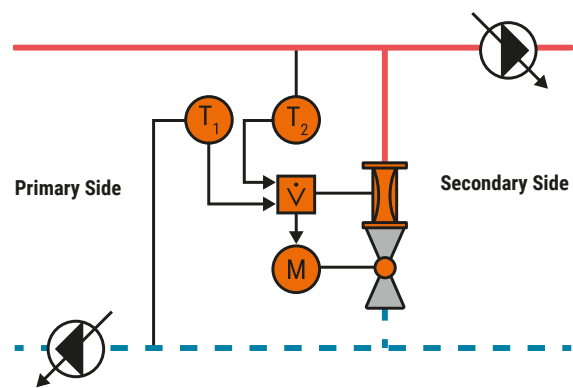 T₁
T₂
Primary Side
V̇
Secondary Side
M